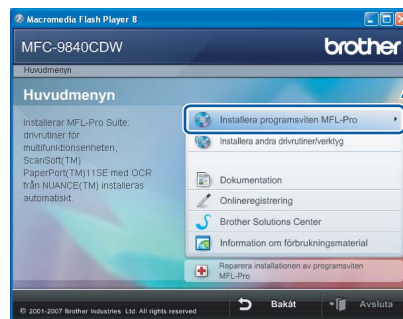 Macromedia Flash Player 8
MFC-9840CDW
brother
Huvudmenyn
Huvudmenyn
Installerar MFL-Pro Suite:
drivrutiner för
multifunktionsenheten,
ScanSoft(TM)
PaperPort(TM)11SE med OCR
från NUANCE(TM) installeras
automatiskt.
Installera programsviten MFL-Pro
Installera andra drivrutiner/verktyg
Dokumentation
Onlineregistrering
Brother Solutions Center
Information om förbrukningsmaterial
Reparera installationen av programsviten
MFL-Pro
© 2001-2007 Brother Industries Ltd. All rights reserved
Bakåt
Avsluta